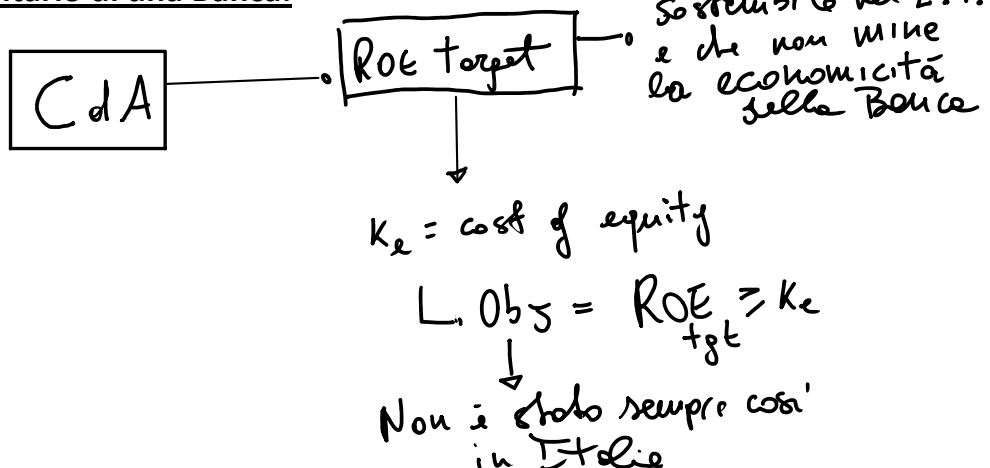 di una Banca:
CdA
ROE target
sostenibile nel
e che non mine
la economicità
della Banca
Ke = cost of equity
L. Obj = ROE tgt ≥ Ke
Non è stato sempre così
in Italia